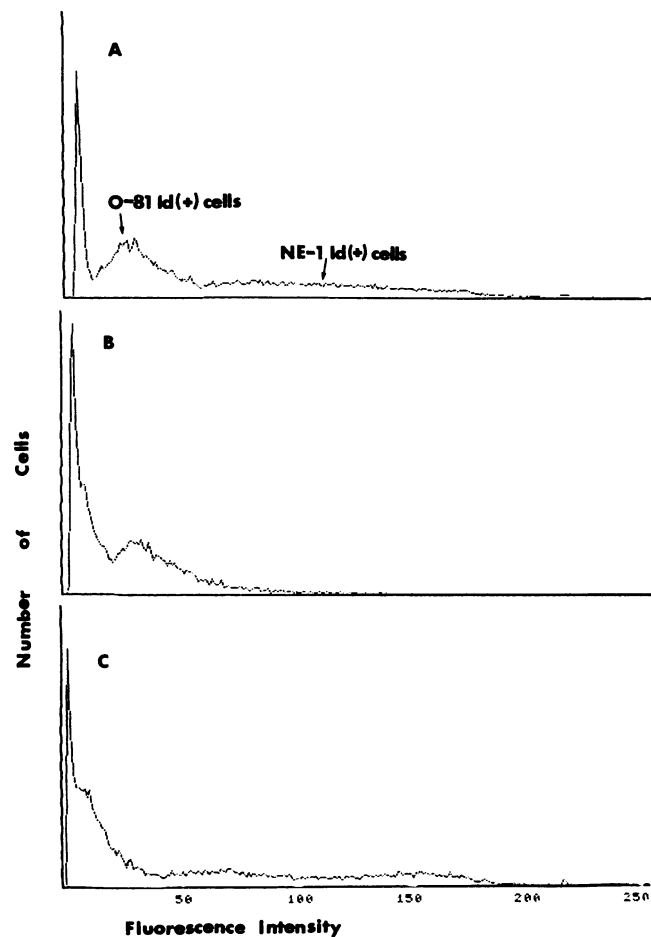 A
O-81 Id(+) cells
NE-1 Id(+) cells
B
Number of Cells
C
50 100 150 200 250
Fluorescence Intensity